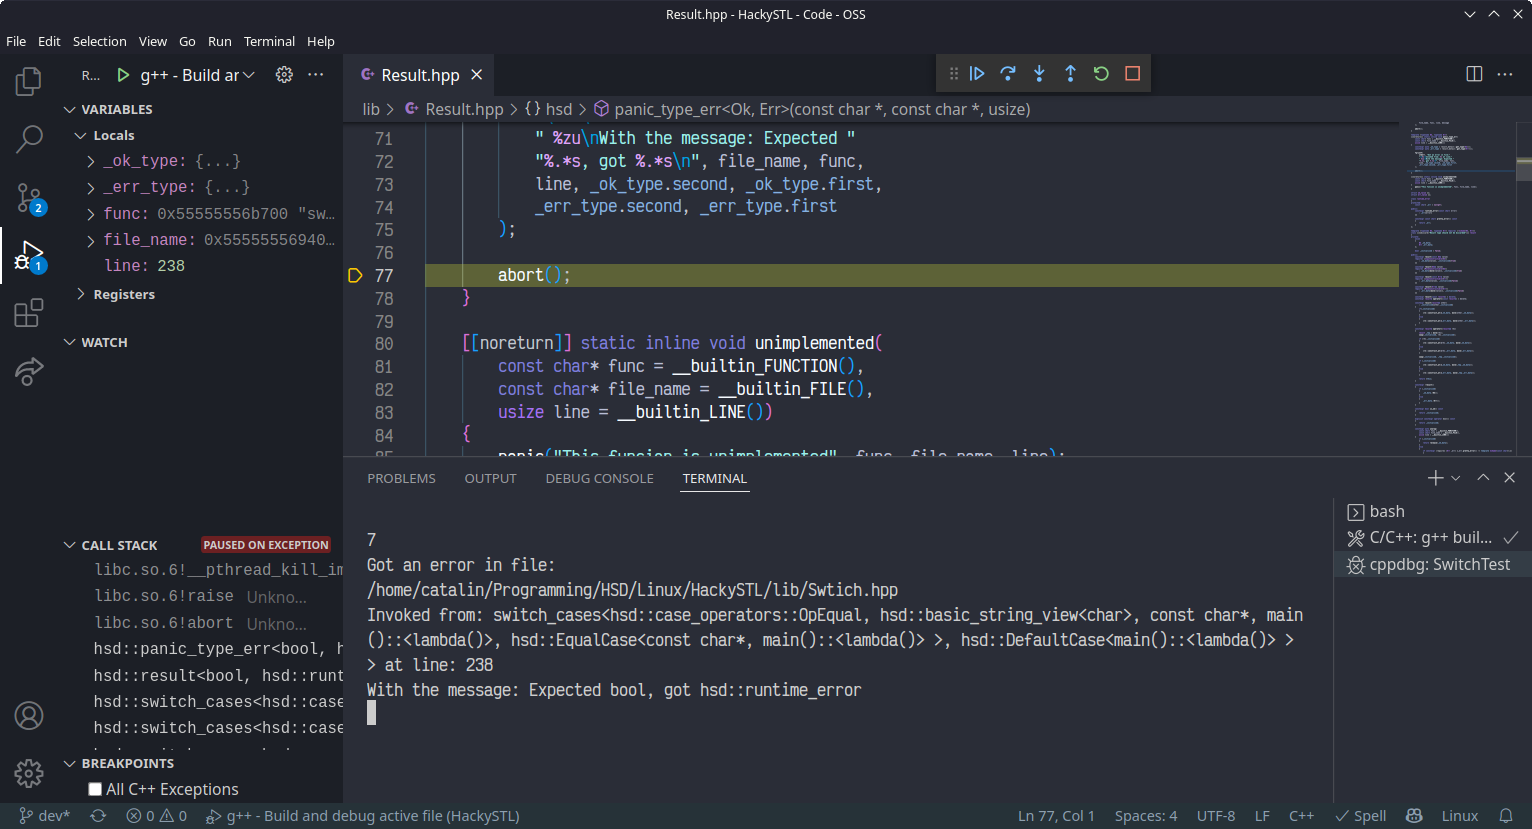 Result.hpp - HackySTL - Code - OSS
File Edit Selection View Go Run Terminal Help
R... g++ - Build ar
Result.hpp
VARIABLES
Locals
_ok_type: {...}
_err_type: {...}
func: 0x55555556b700 "sw…
file_name: 0x55555556940…
line: 238
Registers
WATCH
CALL STACK PAUSED ON EXCEPTION
libc.so.6!__pthread_kill_im
libc.so.6!raise Unkno...
libc.so.6!abort Unkno...
hsd::panic_type_err<bool, h
hsd::result<bool, hsd::runt
hsd::switch_cases<hsd::case
hsd::switch_cases<hsd::case
BREAKPOINTS
All C++ Exceptions
lib > Result.hpp > {} hsd > panic_type_err<Ok, Err>(const char *, const char *, usize)
71 " %zu\nWith the message: Expected "
72 "%.*s, got %.*s\n", file_name, func,
73 line, _ok_type.second, _ok_type.first,
74 _err_type.second, _err_type.first
75 );
76
77 abort();
78 }
79
80 [[noreturn]] static inline void unimplemented(
81 const char* func = __builtin_FUNCTION(),
82 const char* file_name = __builtin_FILE(),
83 usize line = __builtin_LINE())
84 {
85 panic("This funcion is unimplemented", func, file_name, line);
PROBLEMS OUTPUT DEBUG CONSOLE TERMINAL
7
Got an error in file:
/home/catalin/Programming/HSD/Linux/HackySTL/lib/Swtich.hpp
Invoked from: switch_cases<hsd::case_operators::OpEqual, hsd::basic_string_view<char>, const char*, main
()::<lambda()>, hsd::EqualCase<const char*, main()::<lambda()> >, hsd::DefaultCase<main()::<lambda()> >
> at line: 238
With the message: Expected bool, got hsd::runtime_error
bash
C/C++: g++ buil...
cppdbg: SwitchTest
2
1
dev* 0 0 g++ - Build and debug active file (HackySTL) Ln 77, Col 1 Spaces: 4 UTF-8 LF C++ Spell Linux